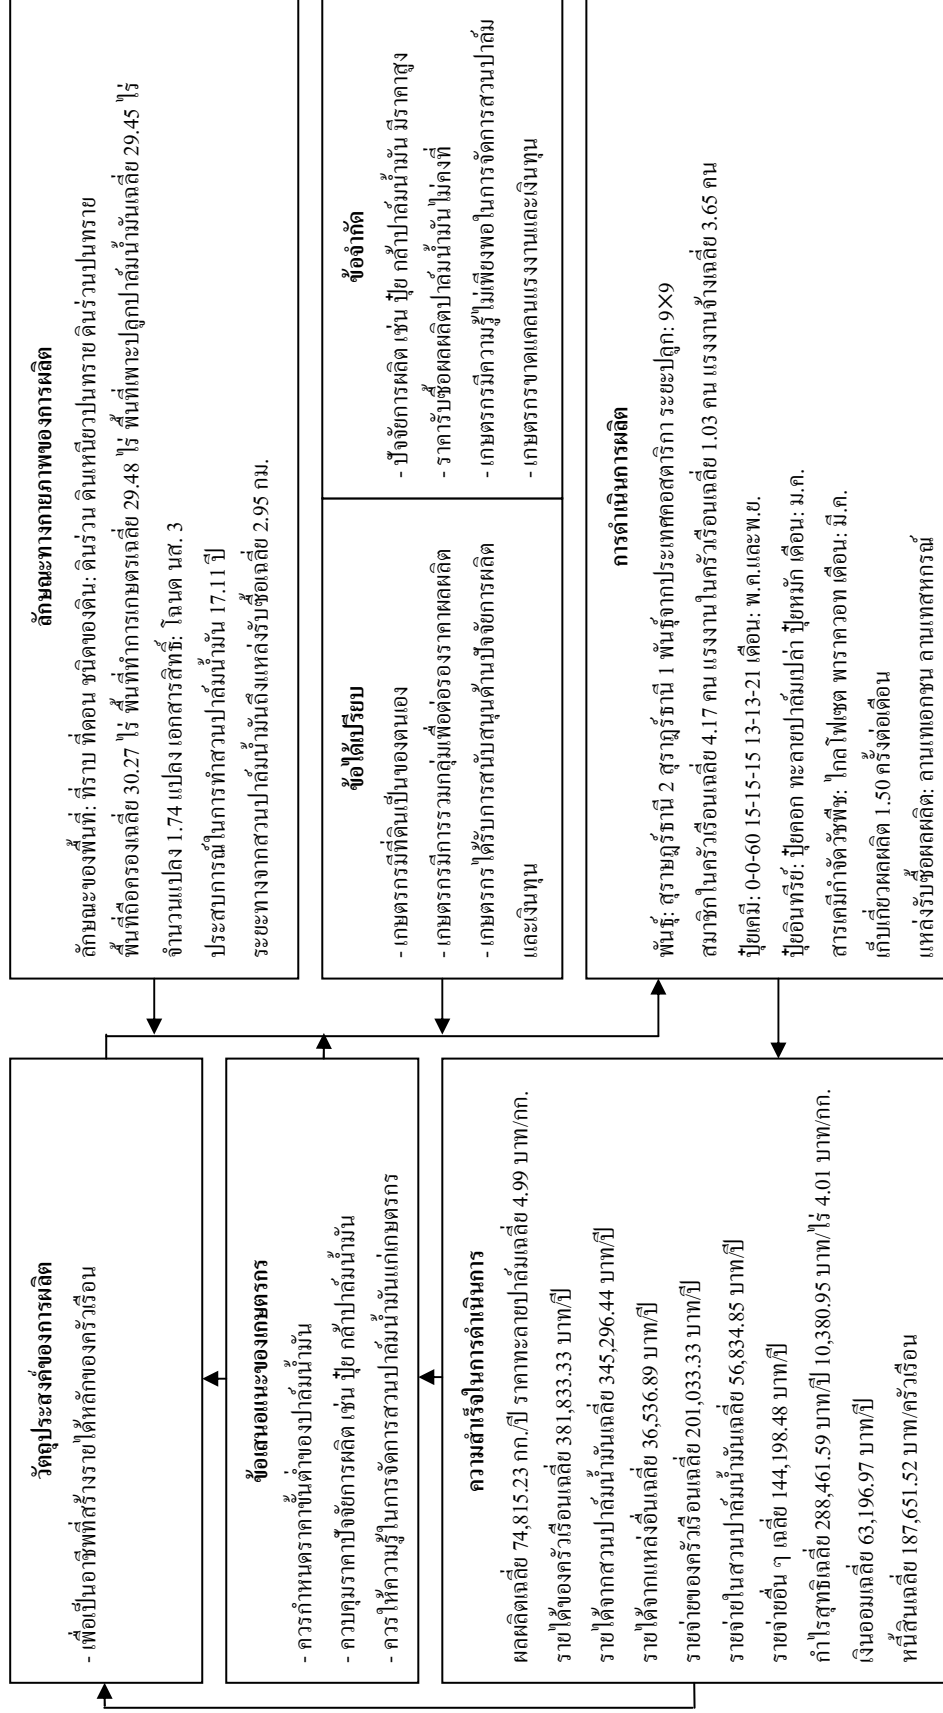 วัตถุประสงค์ของการผลิต
- เพื่อเป็นอาชีพที่สร้างรายได้หลักของครัวเรือน
ข้อเสนอแนะของเกษตรกร
- ควรกำหนดราคาขั้นต่ำของปาล์มน้ำมัน
- ควบคุมราคาปัจจัยการผลิต เช่น ปุ๋ย กล้าปาล์มน้ำมัน
- ควรให้ความรู้ในการจัดการสวนปาล์มน้ำมันแก่เกษตรกร
ความสำเร็จในการดำเนินการ
ผลผลิตเฉลี่ย 74,815.23 กก./ปี ราคาทะลายปาล์มเฉลี่ย 4.99 บาท/กก.
รายได้ของครัวเรือนเฉลี่ย 381,833.33 บาท/ปี
รายได้จากสวนปาล์มน้ำมันเฉลี่ย 345,296.44 บาท/ปี
รายได้จากแหล่งอื่นเฉลี่ย 36,536.89 บาท/ปี
รายจ่ายของครัวเรือนเฉลี่ย 201,033.33 บาท/ปี
รายจ่ายในสวนปาล์มน้ำมันเฉลี่ย 56,834.85 บาท/ปี
รายจ่ายอื่น ๆ เฉลี่ย 144,198.48 บาท/ปี
กำไรสุทธิเฉลี่ย 288,461.59 บาท/ปี 10,380.95 บาท/ไร่ 4.01 บาท/กก.
เงินออมเฉลี่ย 63,196.97 บาท/ปี
หนี้สินเฉลี่ย 187,651.52 บาท/ครัวเรือน
ลักษณะทางกายภาพของการผลิต
ลักษณะของพื้นที่: ที่ราบ ที่ดอน ชนิดของดิน: ดินร่วน ดินเหนียวปนทราย ดินร่วนปนทราย
พื้นที่ถือครองเฉลี่ย 30.27 ไร่ พื้นที่ทำการเกษตรเฉลี่ย 29.48 ไร่ พื้นที่เพาะปลูกปาล์มน้ำมันเฉลี่ย 29.45 ไร่
จำนวนแปลง 1.74 แปลง เอกสารสิทธิ์: โฉนด นส. 3
ประสบการณ์ในการทำสวนปาล์มน้ำมัน 17.11 ปี
ระยะทางจากสวนปาล์มน้ำมันถึงแหล่งรับซื้อเฉลี่ย 2.95 กม.
ข้อได้เปรียบ
- เกษตรกรมีที่ดินเป็นของตนเอง
- เกษตรกรมีการรวมกลุ่มเพื่อต่อรองราคาผลผลิต
- เกษตรกรได้รับการสนับสนุนด้านปัจจัยการผลิต
และเงินทุน
ข้อจำกัด
- ปัจจัยการผลิต เช่น ปุ๋ย กล้าปาล์มน้ำมัน มีราคาสูง
- ราคารับซื้อผลผลิตปาล์มน้ำมันไม่คงที่
- เกษตรกรมีความรู้ไม่เพียงพอในการจัดการสวนปาล์ม
- เกษตรกรขาดแคลนแรงงานและเงินทุน
การดำเนินการผลิต
พันธุ์: สุราษฎร์ธานี 2 สุราฎร์ธานี 1 พันธุ์จากประเทศคอสตาริกา ระยะปลูก: 9×9
สมาชิกในครัวเรือนเฉลี่ย 4.17 คน แรงงานในครัวเรือนเฉลี่ย 1.03 คน แรงงานจ้างเฉลี่ย 3.65 คน
ปุ๋ยเคมี: 0-0-60 15-15-15 13-13-21 เดือน: พ.ค.และพ.ย.
ปุ๋ยอินทรีย์: ปุ๋ยคอก ทะลายปาล์มเปล่า ปุ๋ยหมัก เดือน: ม.ค.
สารเคมีกำจัดวัชพืช: ไกลโฟเซต พาราควอท เดือน: มี.ค.
เก็บเกี่ยวผลผลิต 1.50 ครั้งต่อเดือน
แหล่งรับซื้อผลผลิต: ลานเทเอกชน ลานเทสหกรณ์